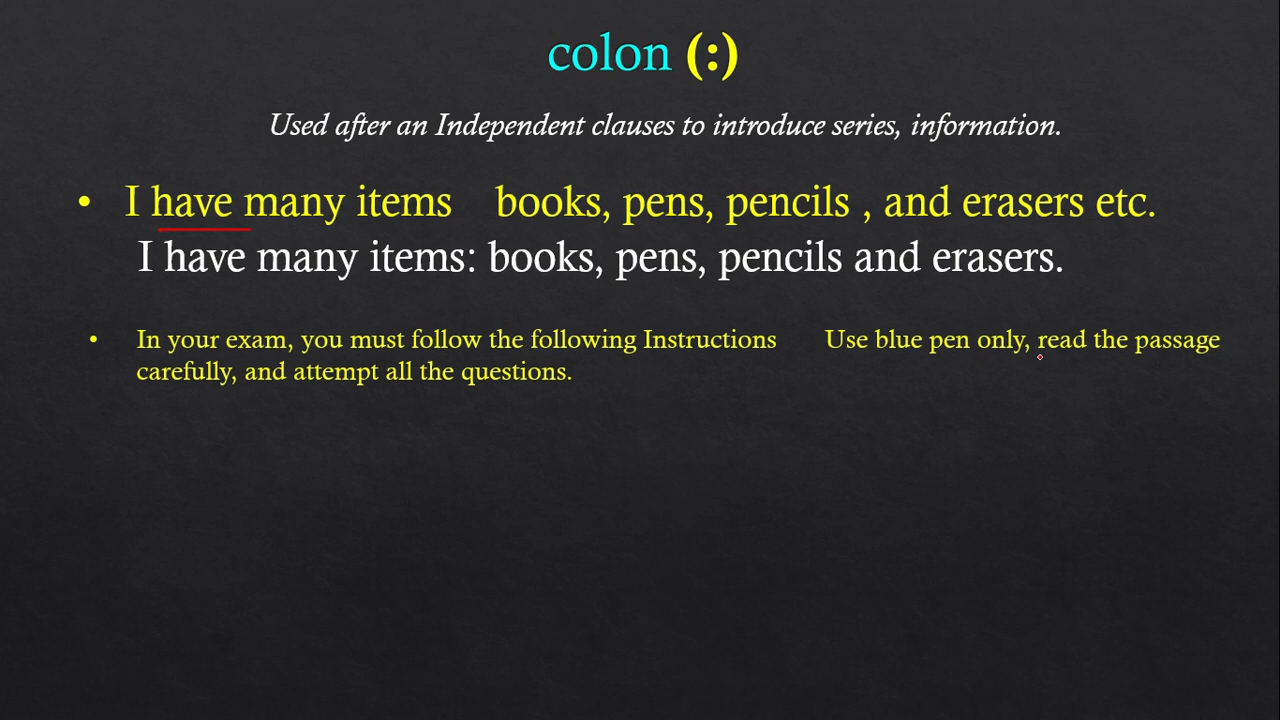 colon (:)
Used after an Independent clauses to introduce series, information.
• I have many items books, pens, pencils , and erasers etc.
I have many items: books, pens, pencils and erasers.
• In your exam, you must follow the following Instructions Use blue pen only, read the passage
carefully, and attempt all the questions.